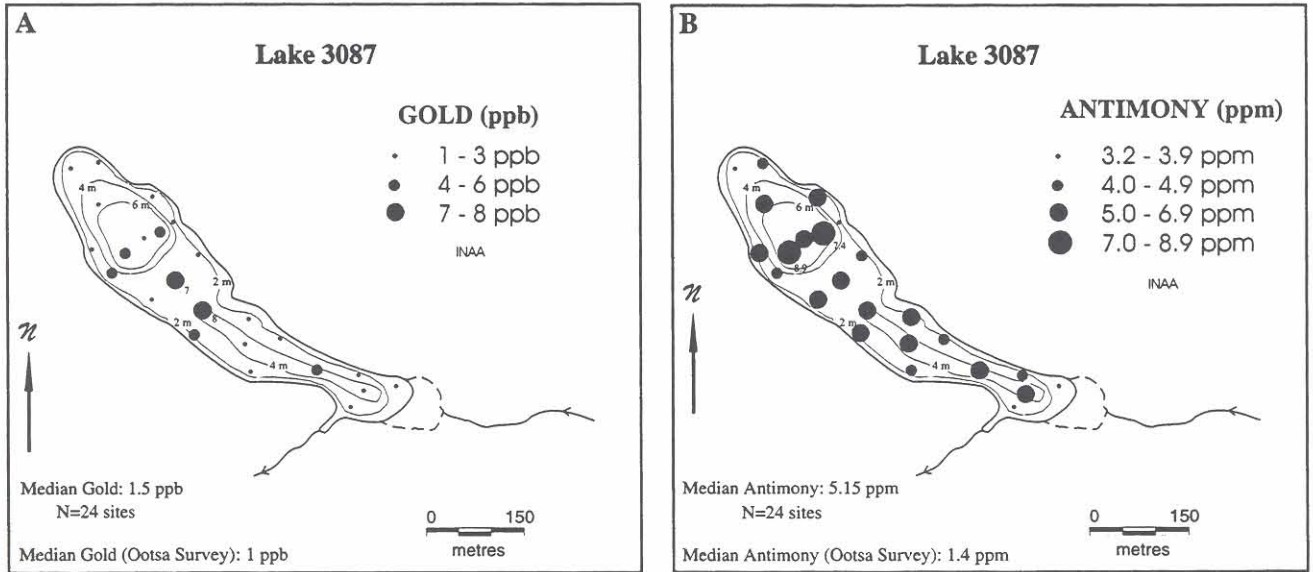 A
Lake 3087
GOLD (ppb)
1 - 3 ppb
4 - 6 ppb
7 - 8 ppb
INAA
4 m
6 m
7
2 m
8
2 m
4 m
N
Median Gold: 1.5 ppb
N=24 sites
0 150
metres
Median Gold (Ootsa Survey): 1 ppb
B
Lake 3087
ANTIMONY (ppm)
3.2 - 3.9 ppm
4.0 - 4.9 ppm
5.0 - 6.9 ppm
7.0 - 8.9 ppm
INAA
4 m
6 m
7.4
8.9
2 m
2 m
4 m
N
Median Antimony: 5.15 ppm
N=24 sites
0 150
metres
Median Antimony (Ootsa Survey): 1.4 ppm